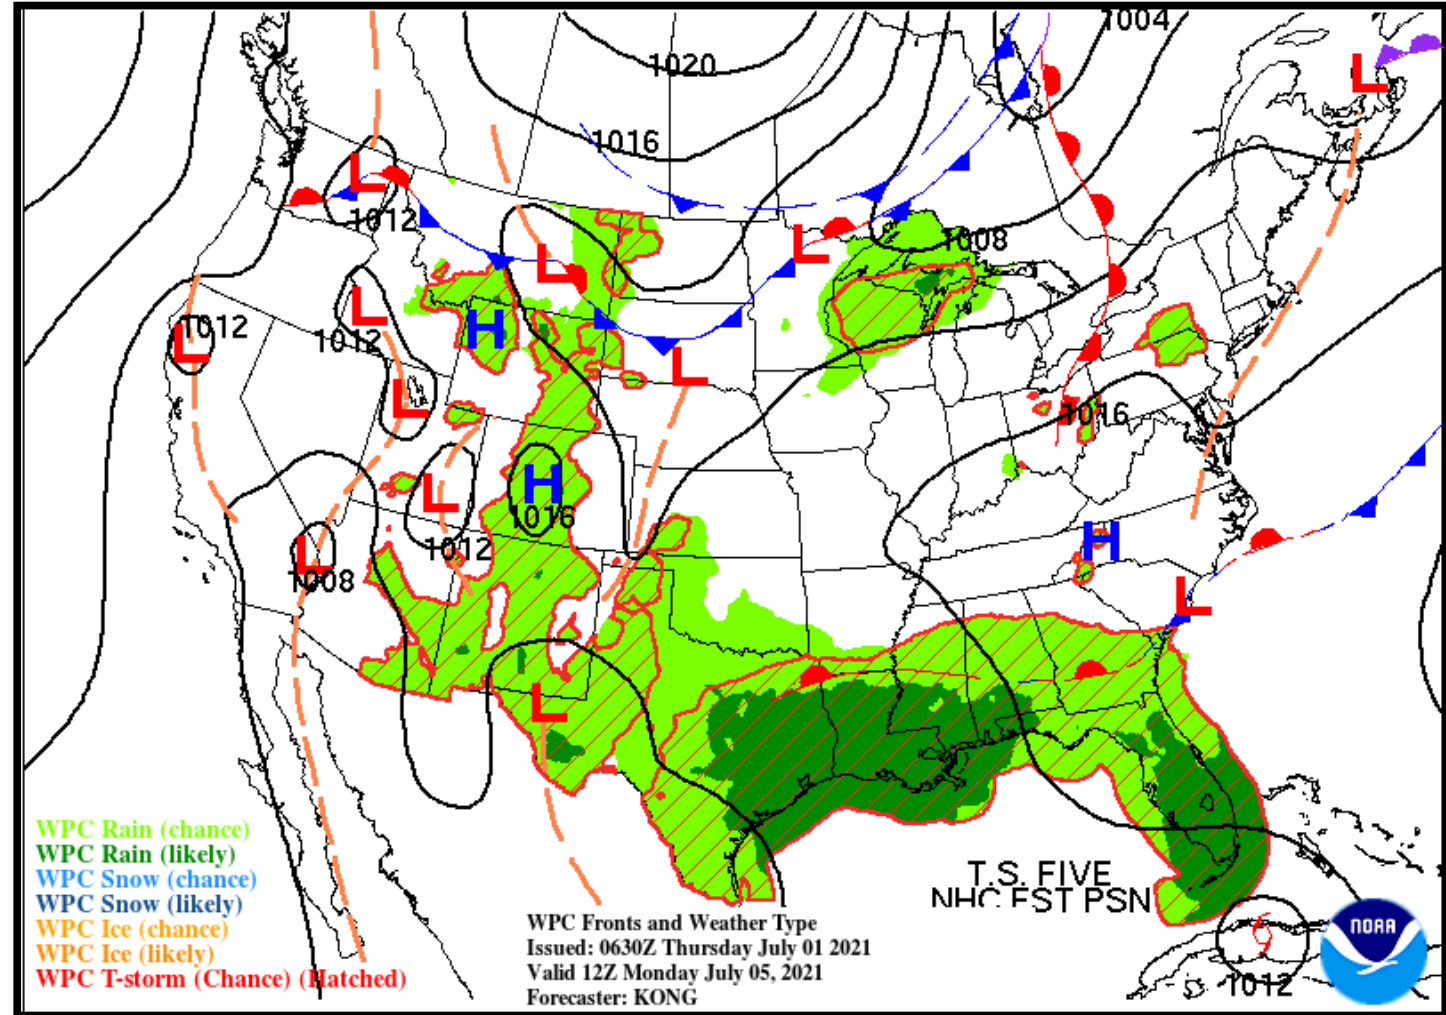 1004
1020
1016
L
L
1012
1008
L
L
L
1012
L
1012
H
L
L
L
1016
L
H
1016
1012
H
L
1008
L
L
WPC Rain (chance)
WPC Rain (likely)
WPC Snow (chance)
WPC Snow (likely)
WPC Ice (chance)
WPC Ice (likely)
WPC T-storm (Chance) (Hatched)
T.S. FIVE
NHC EST PSN
WPC Fronts and Weather Type
Issued: 0630Z Thursday July 01 2021
Valid 12Z Monday July 05, 2021
Forecaster: KONG
NOAA
1012